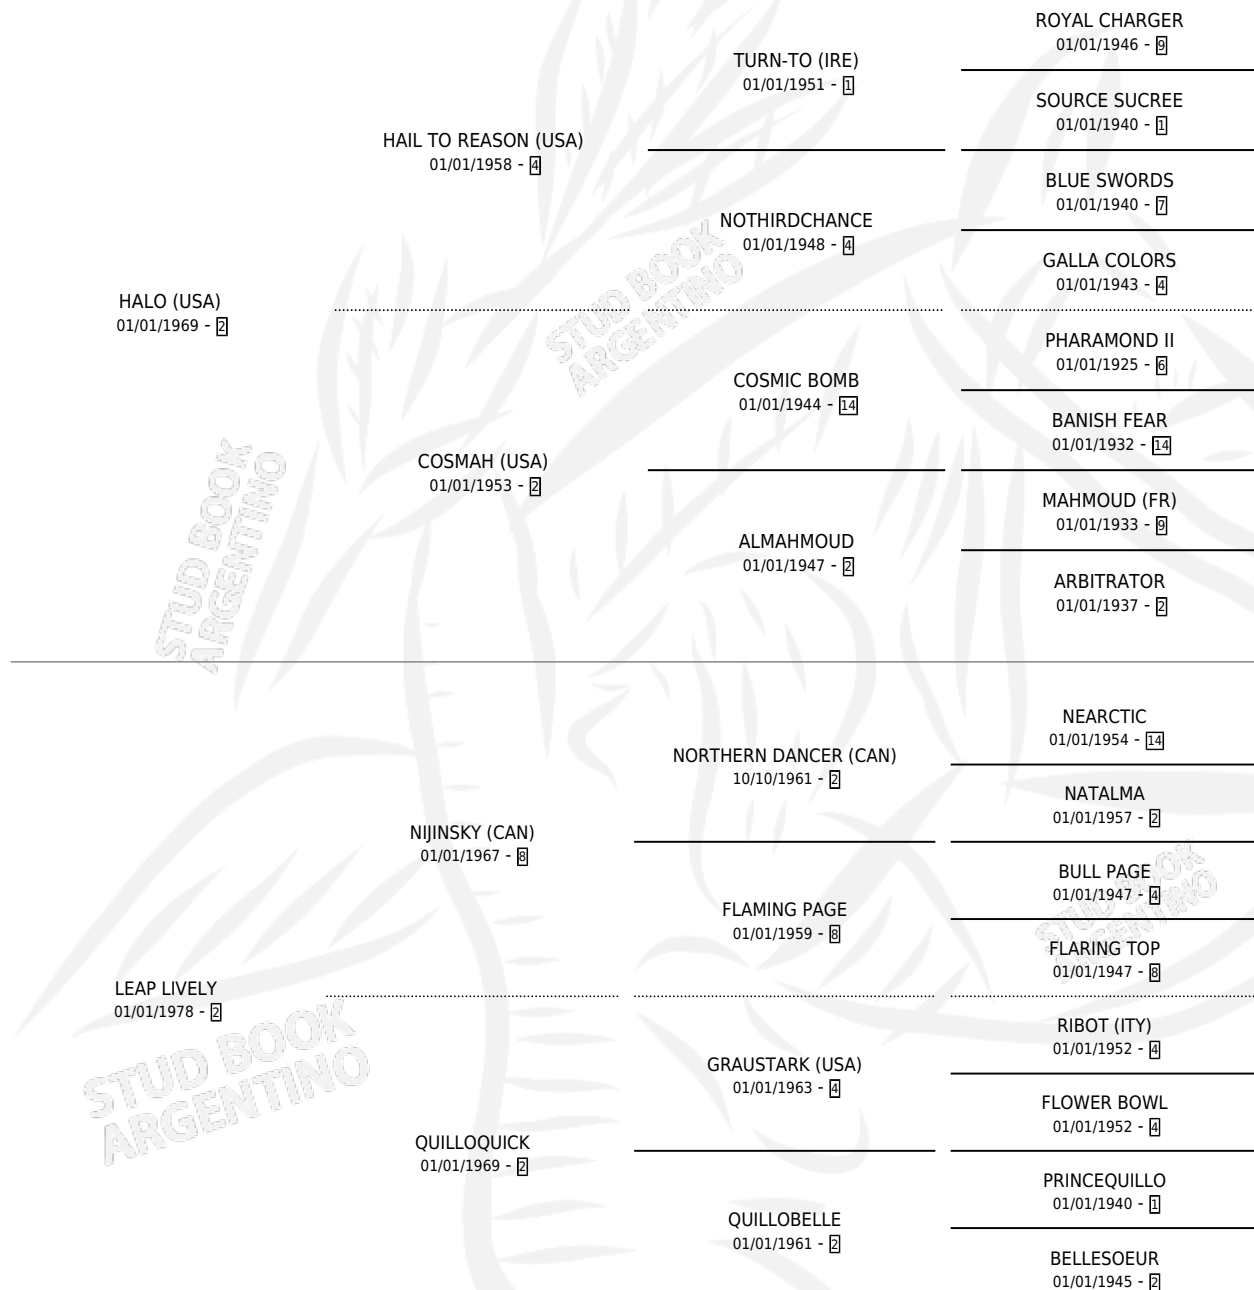 HALO (USA)
01/01/1969 - 2
HAIL TO REASON (USA)
01/01/1958 - 4
TURN-TO (IRE)
01/01/1951 - 1
ROYAL CHARGER
01/01/1946 - 9
SOURCE SUCREE
01/01/1940 - 1
NOTHIRDCHANCE
01/01/1948 - 4
BLUE SWORDS
01/01/1940 - 7
GALLA COLORS
01/01/1943 - 4
COSMAH (USA)
01/01/1953 - 2
COSMIC BOMB
01/01/1944 - 14
PHARAMOND II
01/01/1925 - 6
BANISH FEAR
01/01/1932 - 14
ALMAHMOUD
01/01/1947 - 2
MAHMOUD (FR)
01/01/1933 - 9
ARBITRATOR
01/01/1937 - 2
LEAP LIVELY
01/01/1978 - 2
NIJINSKY (CAN)
01/01/1967 - 8
NORTHERN DANCER (CAN)
10/10/1961 - 2
NEARCTIC
01/01/1954 - 14
NATALMA
01/01/1957 - 2
FLAMING PAGE
01/01/1959 - 8
BULL PAGE
01/01/1947 - 4
FLARING TOP
01/01/1947 - 8
QUILLOQUICK
01/01/1969 - 2
GRAUSTARK (USA)
01/01/1963 - 4
RIBOT (ITY)
01/01/1952 - 4
FLOWER BOWL
01/01/1952 - 4
QUILLOBELLE
01/01/1961 - 2
PRINCEQUILLO
01/01/1940 - 1
BELLESOEUR
01/01/1945 - 2
STUD BOOK
ARGENTINO
STUD BOOK
ARGENTINO
STUD BOOK
ARGENTINO
STUD BOOK
ARGENTINO